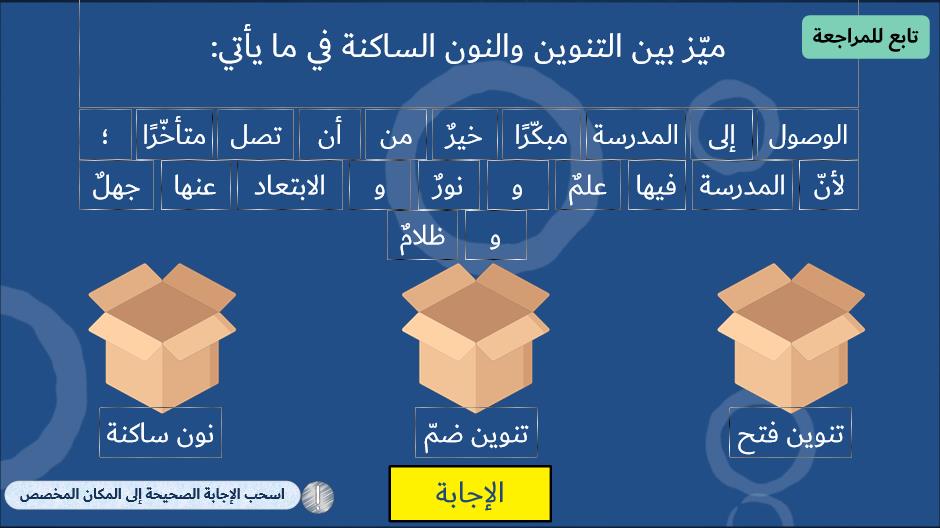 تابع للمراجعة
ميّز بين التنوين والنون الساكنة في ما يأتي:
الوصول إلى المدرسة مبكّرًا خيرٌ من أن تصل متأخّرًا ؛
لأنّ المدرسة فيها علمٌ و نورٌ و الابتعاد عنها جهلٌ
و ظلامٌ
تنوين فتح
تنوين ضمّ
نون ساكنة
الإجابة
اسحب الإجابة الصحيحة إلى المكان المخصص